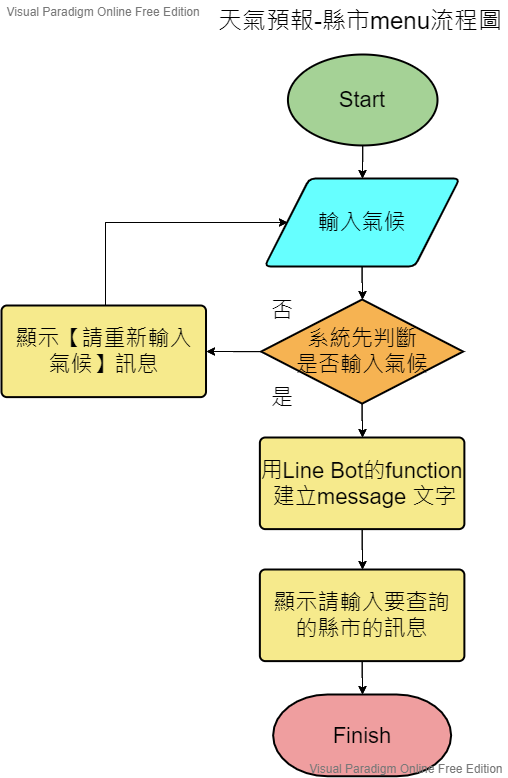 Visual Paradigm Online Free Edition
天氣預報-縣市menu流程圖
Start
輸入氣候
否
系統先判斷
是否輸入氣候
顯示【請重新輸入
氣候】訊息
是
用Line Bot的function
建立message 文字
顯示請輸入要查詢
的縣市的訊息
Finish
Visual Paradigm Online Free Edition